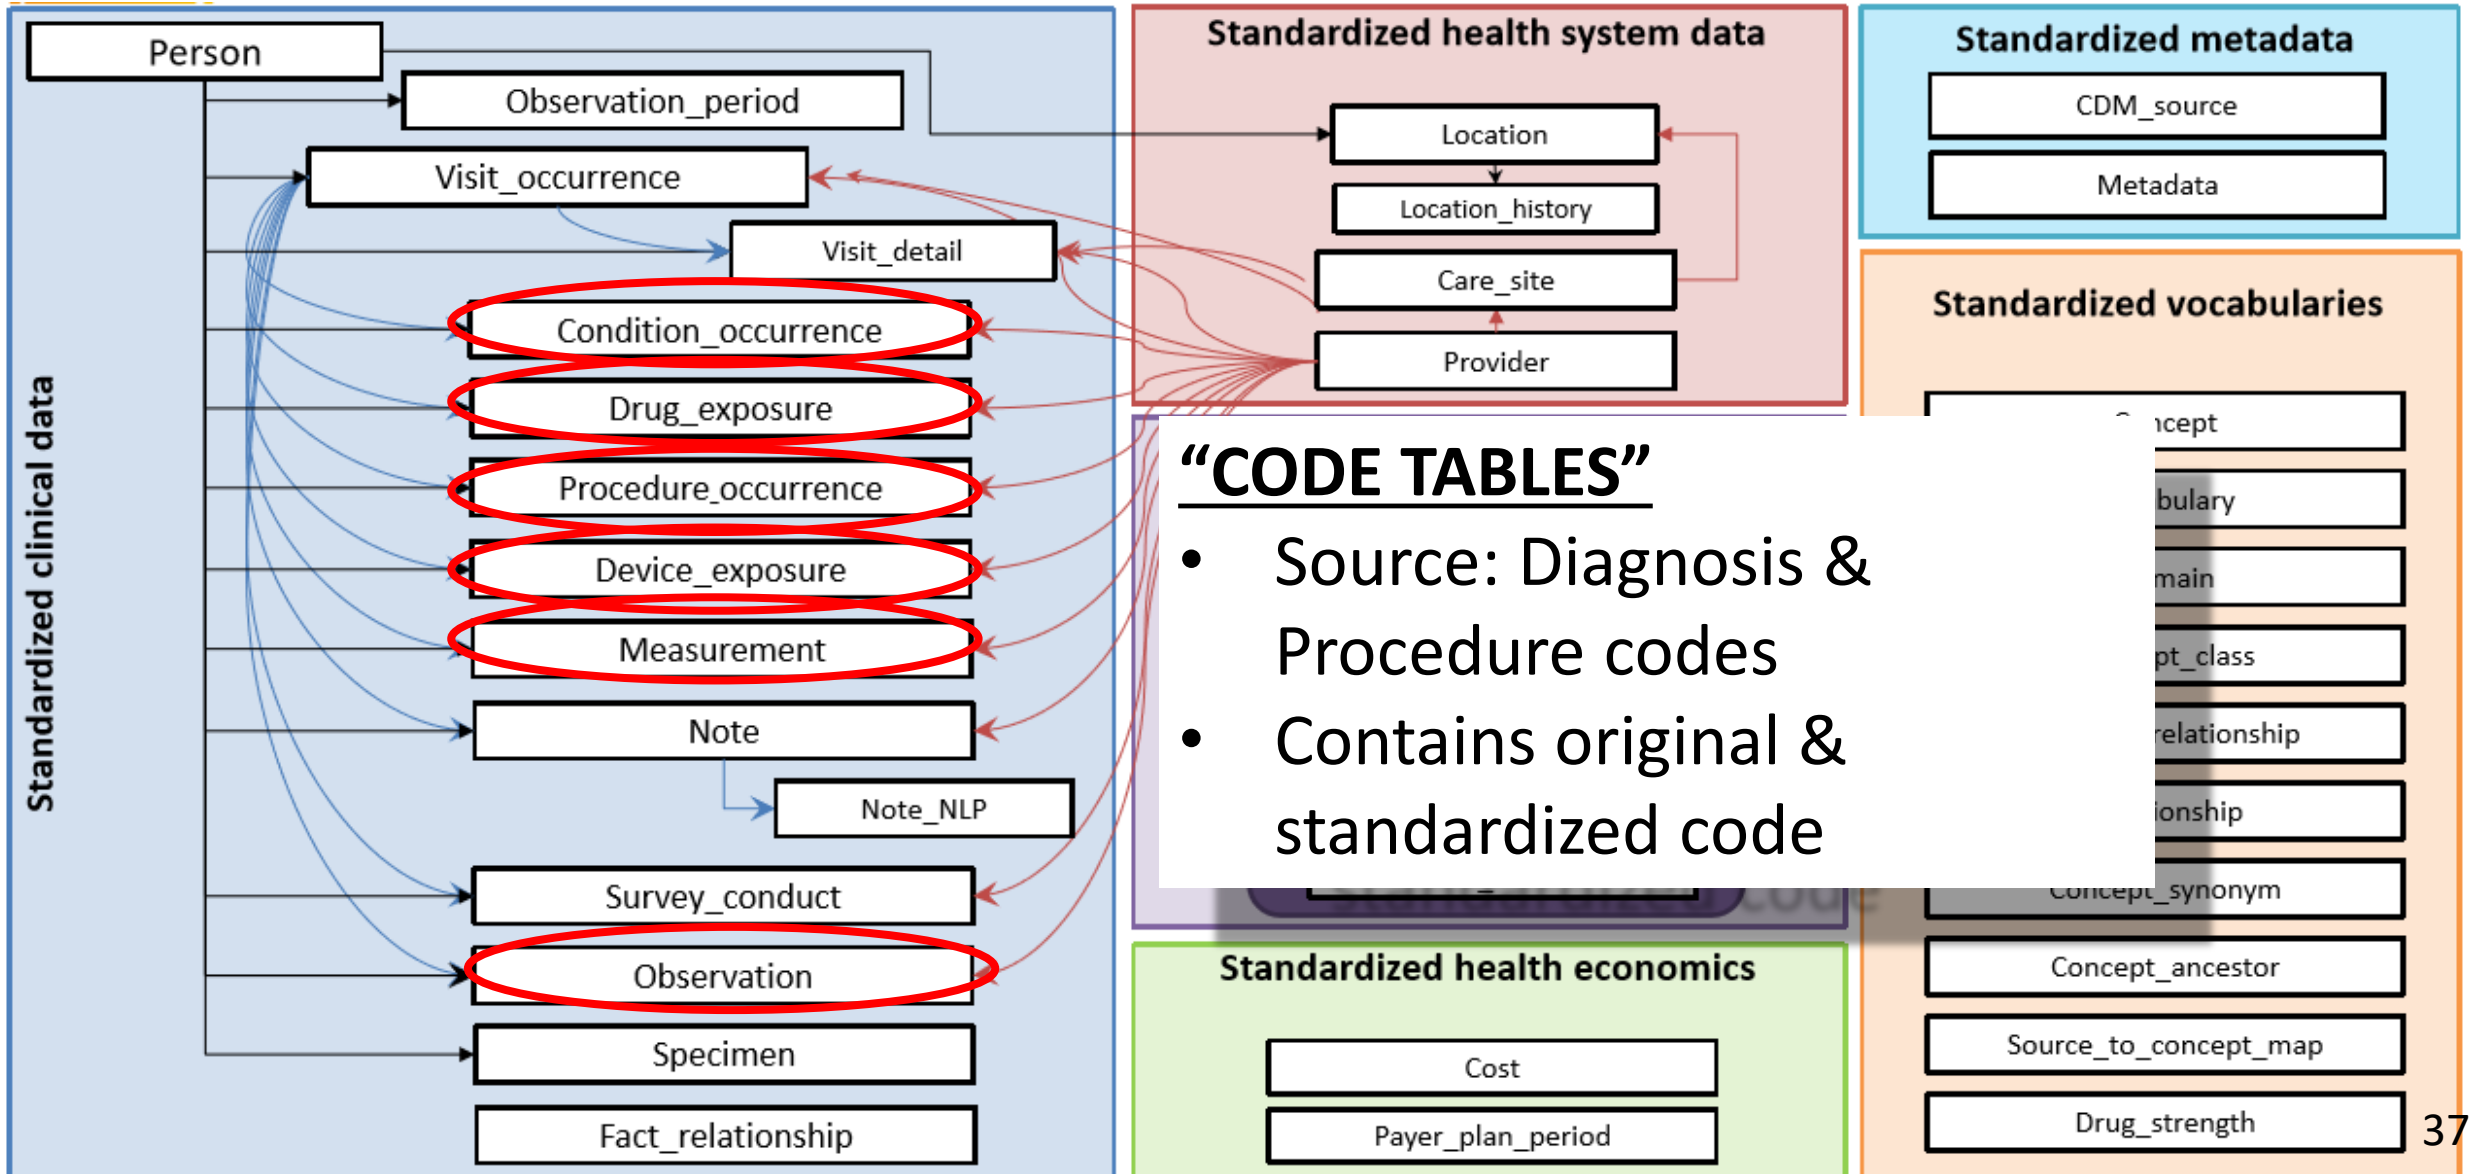 Person
Observation_period
Visit_occurrence
Visit_detail
Condition_occurrence
Drug_exposure
Procedure_occurrence
Device_exposure
Measurement
Note
Note_NLP
Survey_conduct
Observation
Specimen
Fact_relationship
Standardized clinical data
Standardized health system data
Location
Location_history
Care_site
Provider
“CODE TABLES”
• Source: Diagnosis &
Procedure codes
• Contains original &
standardized code
Standardized health economics
Cost
Payer_plan_period
Standardized metadata
CDM_source
Metadata
Standardized vocabularies
ncept
bulary
main
pt_class
relationship
ionship
Concept_synonym
Concept_ancestor
Source_to_concept_map
Drug_strength
37